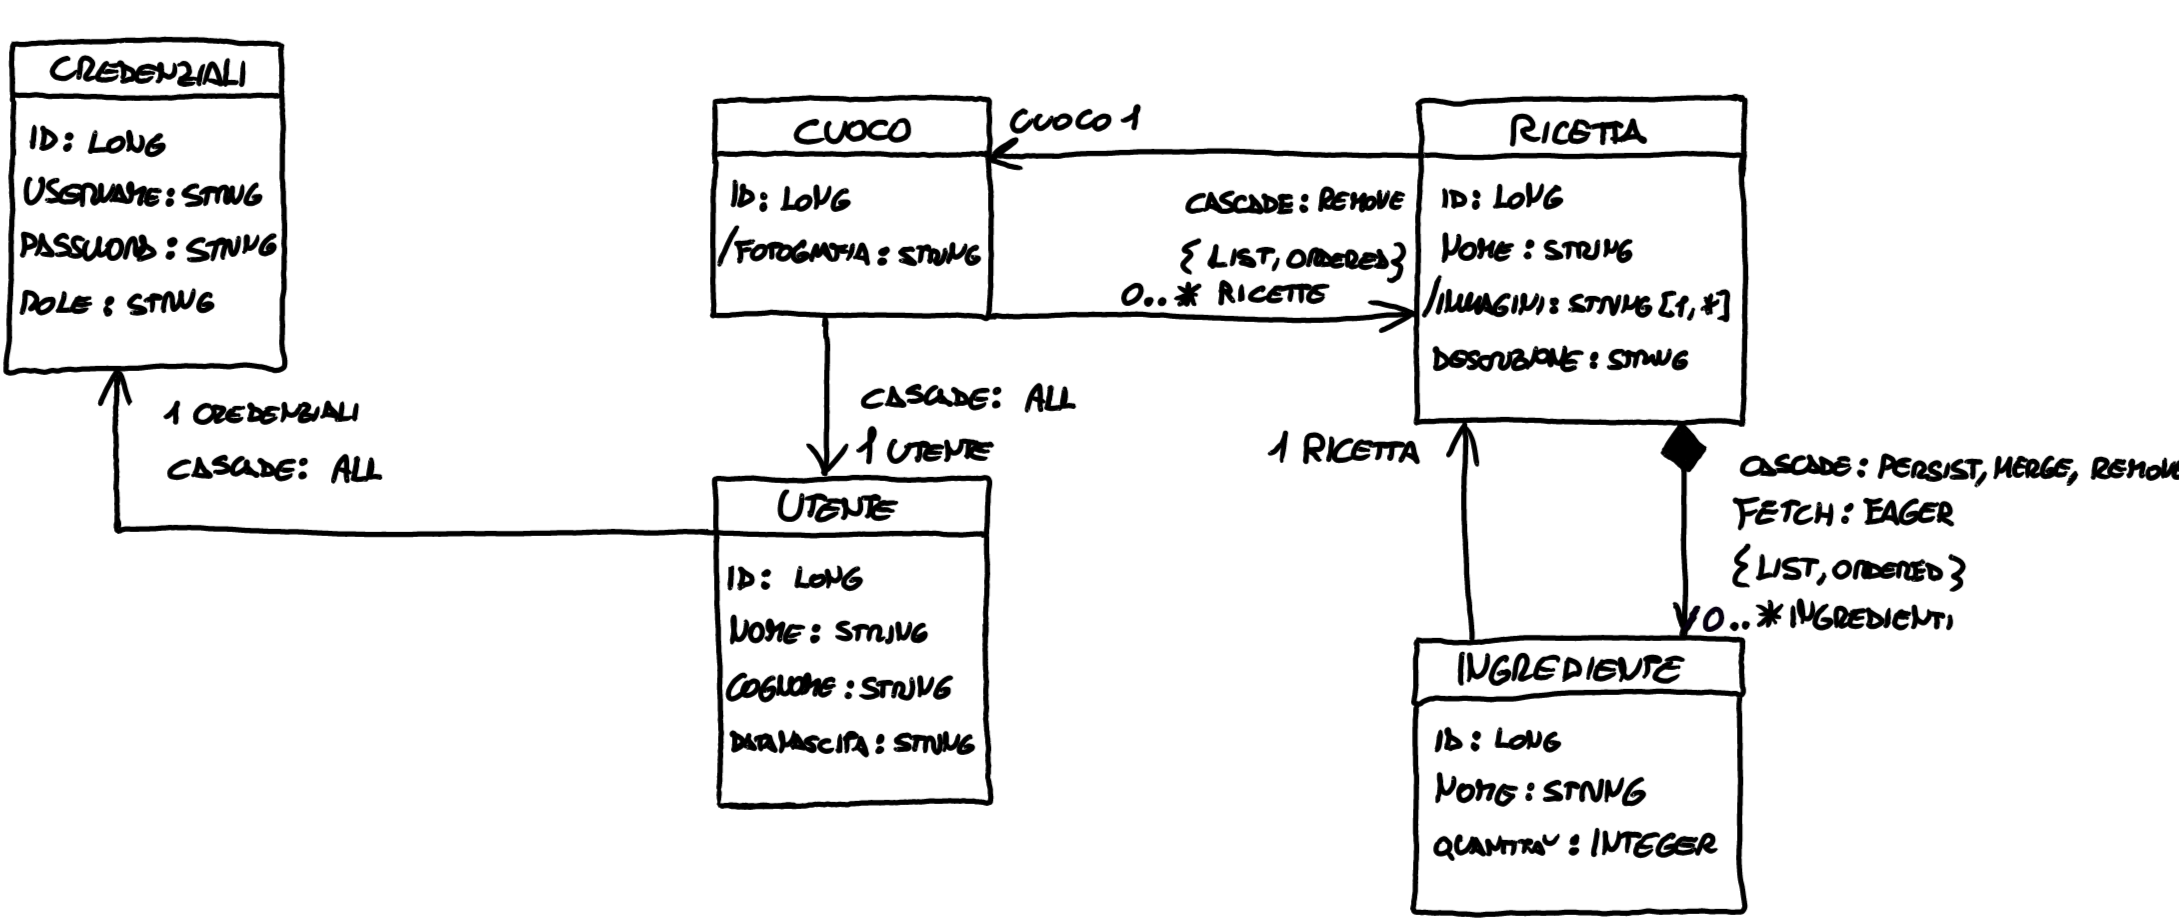 CREDENZIALI
ID: LONG
USERNAME: STRING
PASSWORD: STRING
ROLE: STRING
1 CREDENZIALI
CASCADE: ALL
CUOCO
ID: LONG
/FOTOGRAFIA: STRING
CUOCO 1
CASCADE: REMOVE
{LIST, ORDERED}
0..* RICETTE
CASCADE: ALL
1 UTENTE
UTENTE
ID: LONG
NOME: STRING
COGNOME: STRING
DATANASCITA: STRING
RICETTA
ID: LONG
NOME: STRING
/IMMAGINI: STRING [1,*]
DESCRIZIONE: STRING
1 RICETTA
CASCADE: PERSIST, MERGE, REMOVE
FETCH: EAGER
{LIST, ORDERED}
0..* INGREDIENTI
INGREDIENTE
ID: LONG
NOME: STRING
QUANTITA': INTEGER